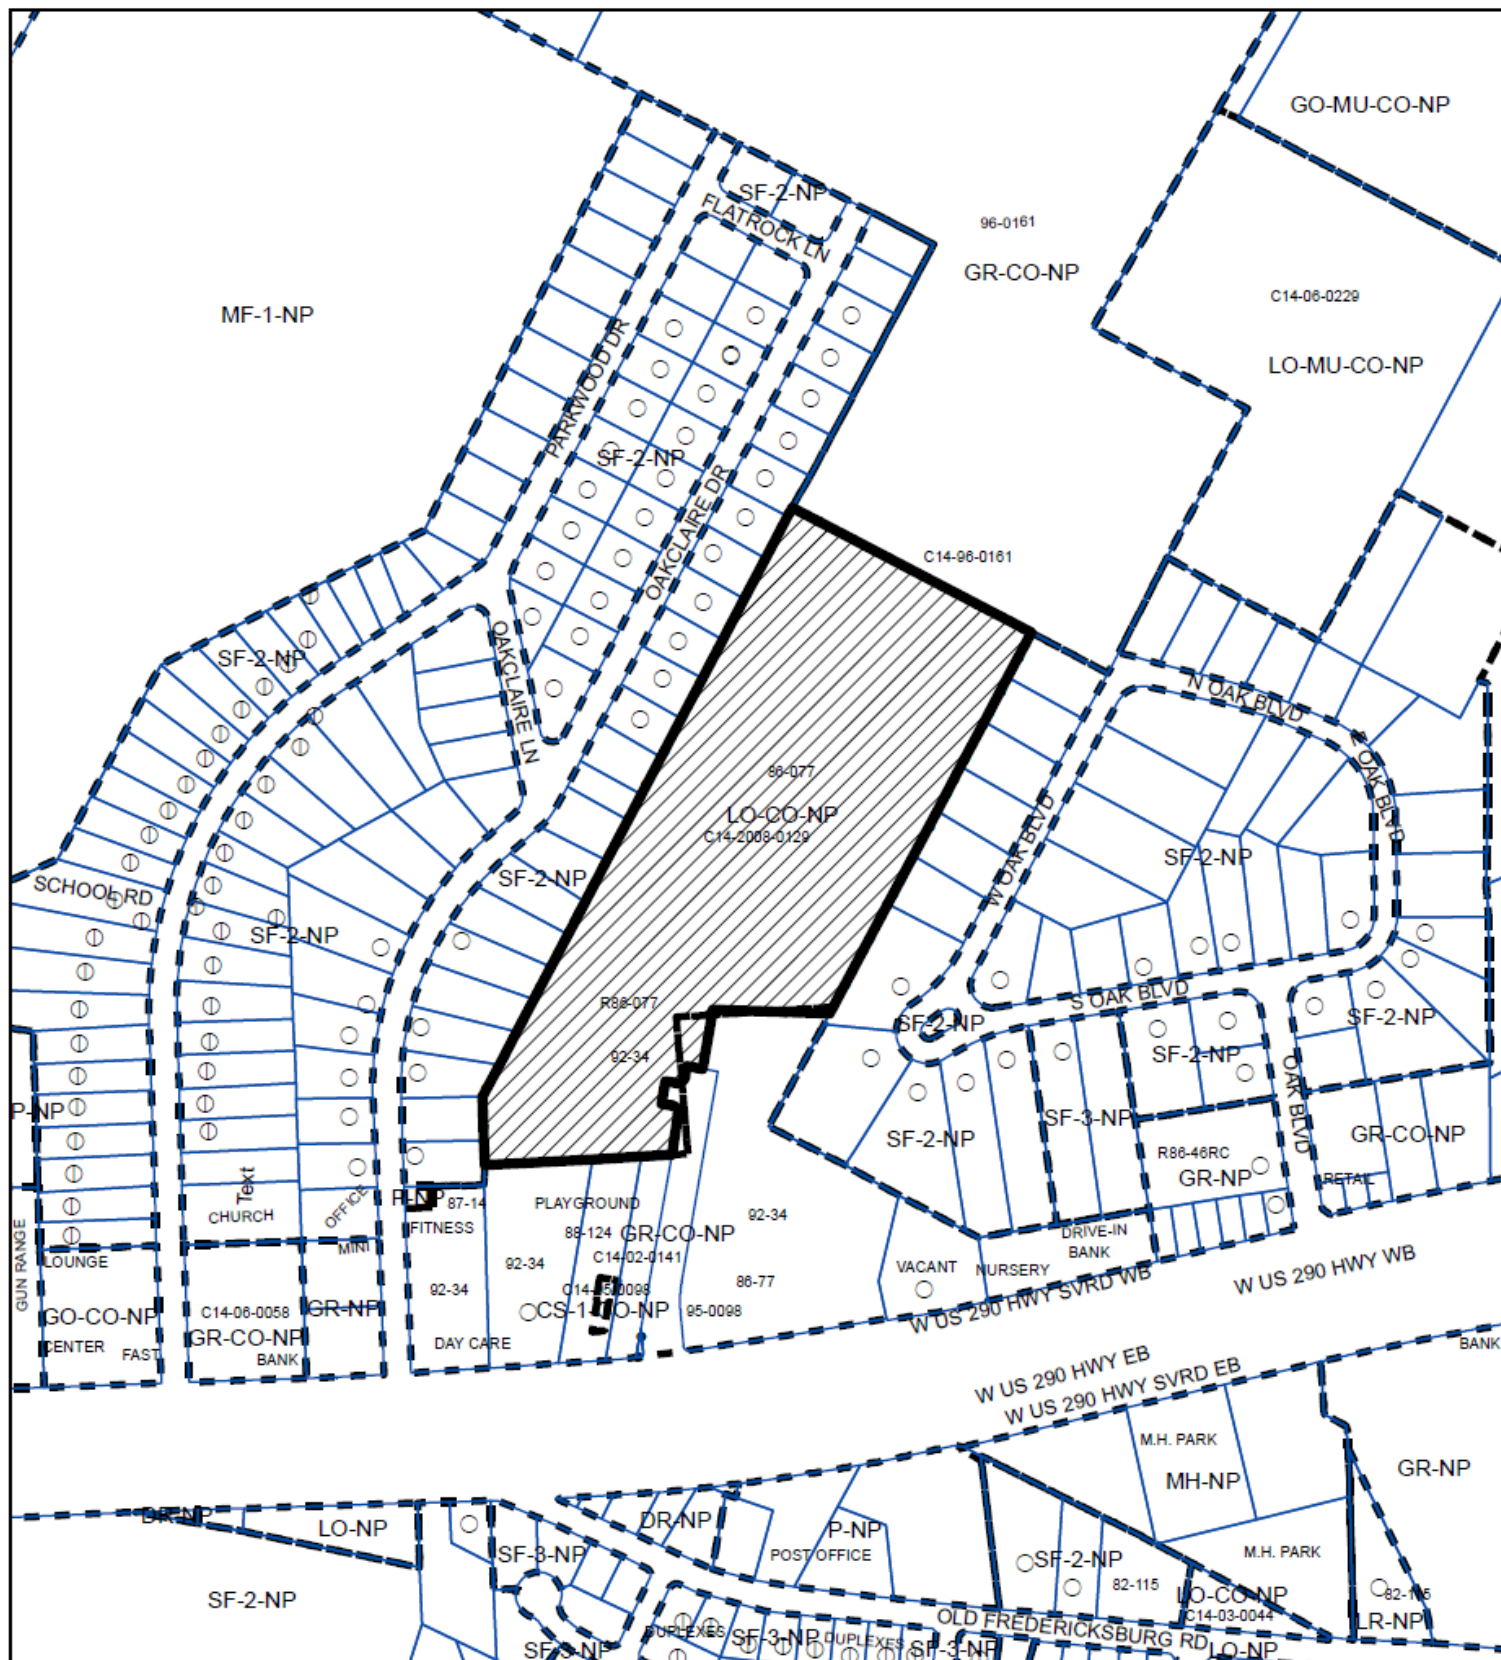 GO-MU-CO-NP
SF-2-NP
FLATROCK LN
96-0161
GR-CO-NP
C14-06-0229
MF-1-NP
PARKWOOD DR
LO-MU-CO-NP
SF-2-NP
OAKCLAIRE DR
C14-96-0161
SF-2-NP
OAKCLAIRE LN
N OAK BLVD
E OAK BLVD
86-077
LO-CO-NP
C14-2008-0129
W OAK BLVD
SF-2-NP
SCHOOL RD
SF-2-NP
SF-2-NP
R86-077
92-34
S OAK BLVD
SF-2-NP
SF-2-NP
SF-2-NP
OAK BLVD
P-NP
SF-2-NP
SF-3-NP
GR-CO-NP
R86-46RC
GR-NP
RETAIL
Text
CHURCH
OFFICE
P-NP
87-14
FITNESS
PLAYGROUND
88-124
GR-CO-NP
92-34
MINI
DRIVE-IN
BANK
GUN RANGE
LOUNGE
92-34
C14-02-0141
VACANT
NURSERY
92-34
C14-95-0098
86-77
GO-CO-NP
C14-06-0058
GR-NP
CS-1-CO-NP
95-0098
W US 290 HWY SVRD WB
W US 290 HWY WB
GR-CO-NP
CENTER
FAST
BANK
DAY CARE
BANK
W US 290 HWY EB
W US 290 HWY SVRD EB
M.H. PARK
MH-NP
GR-NP
DR-NP
LO-NP
DR-NP
P-NP
POST OFFICE
SF-3-NP
SF-2-NP
M.H. PARK
82-115
LO-CO-NP
C14-03-0044
82-115
LR-NP
SF-2-NP
OLD FREDERICKSBURG RD
DUPLEXES
SF-3-NP
DUPLEXES
SF-3-NP
SF-3-NP
LO-NP